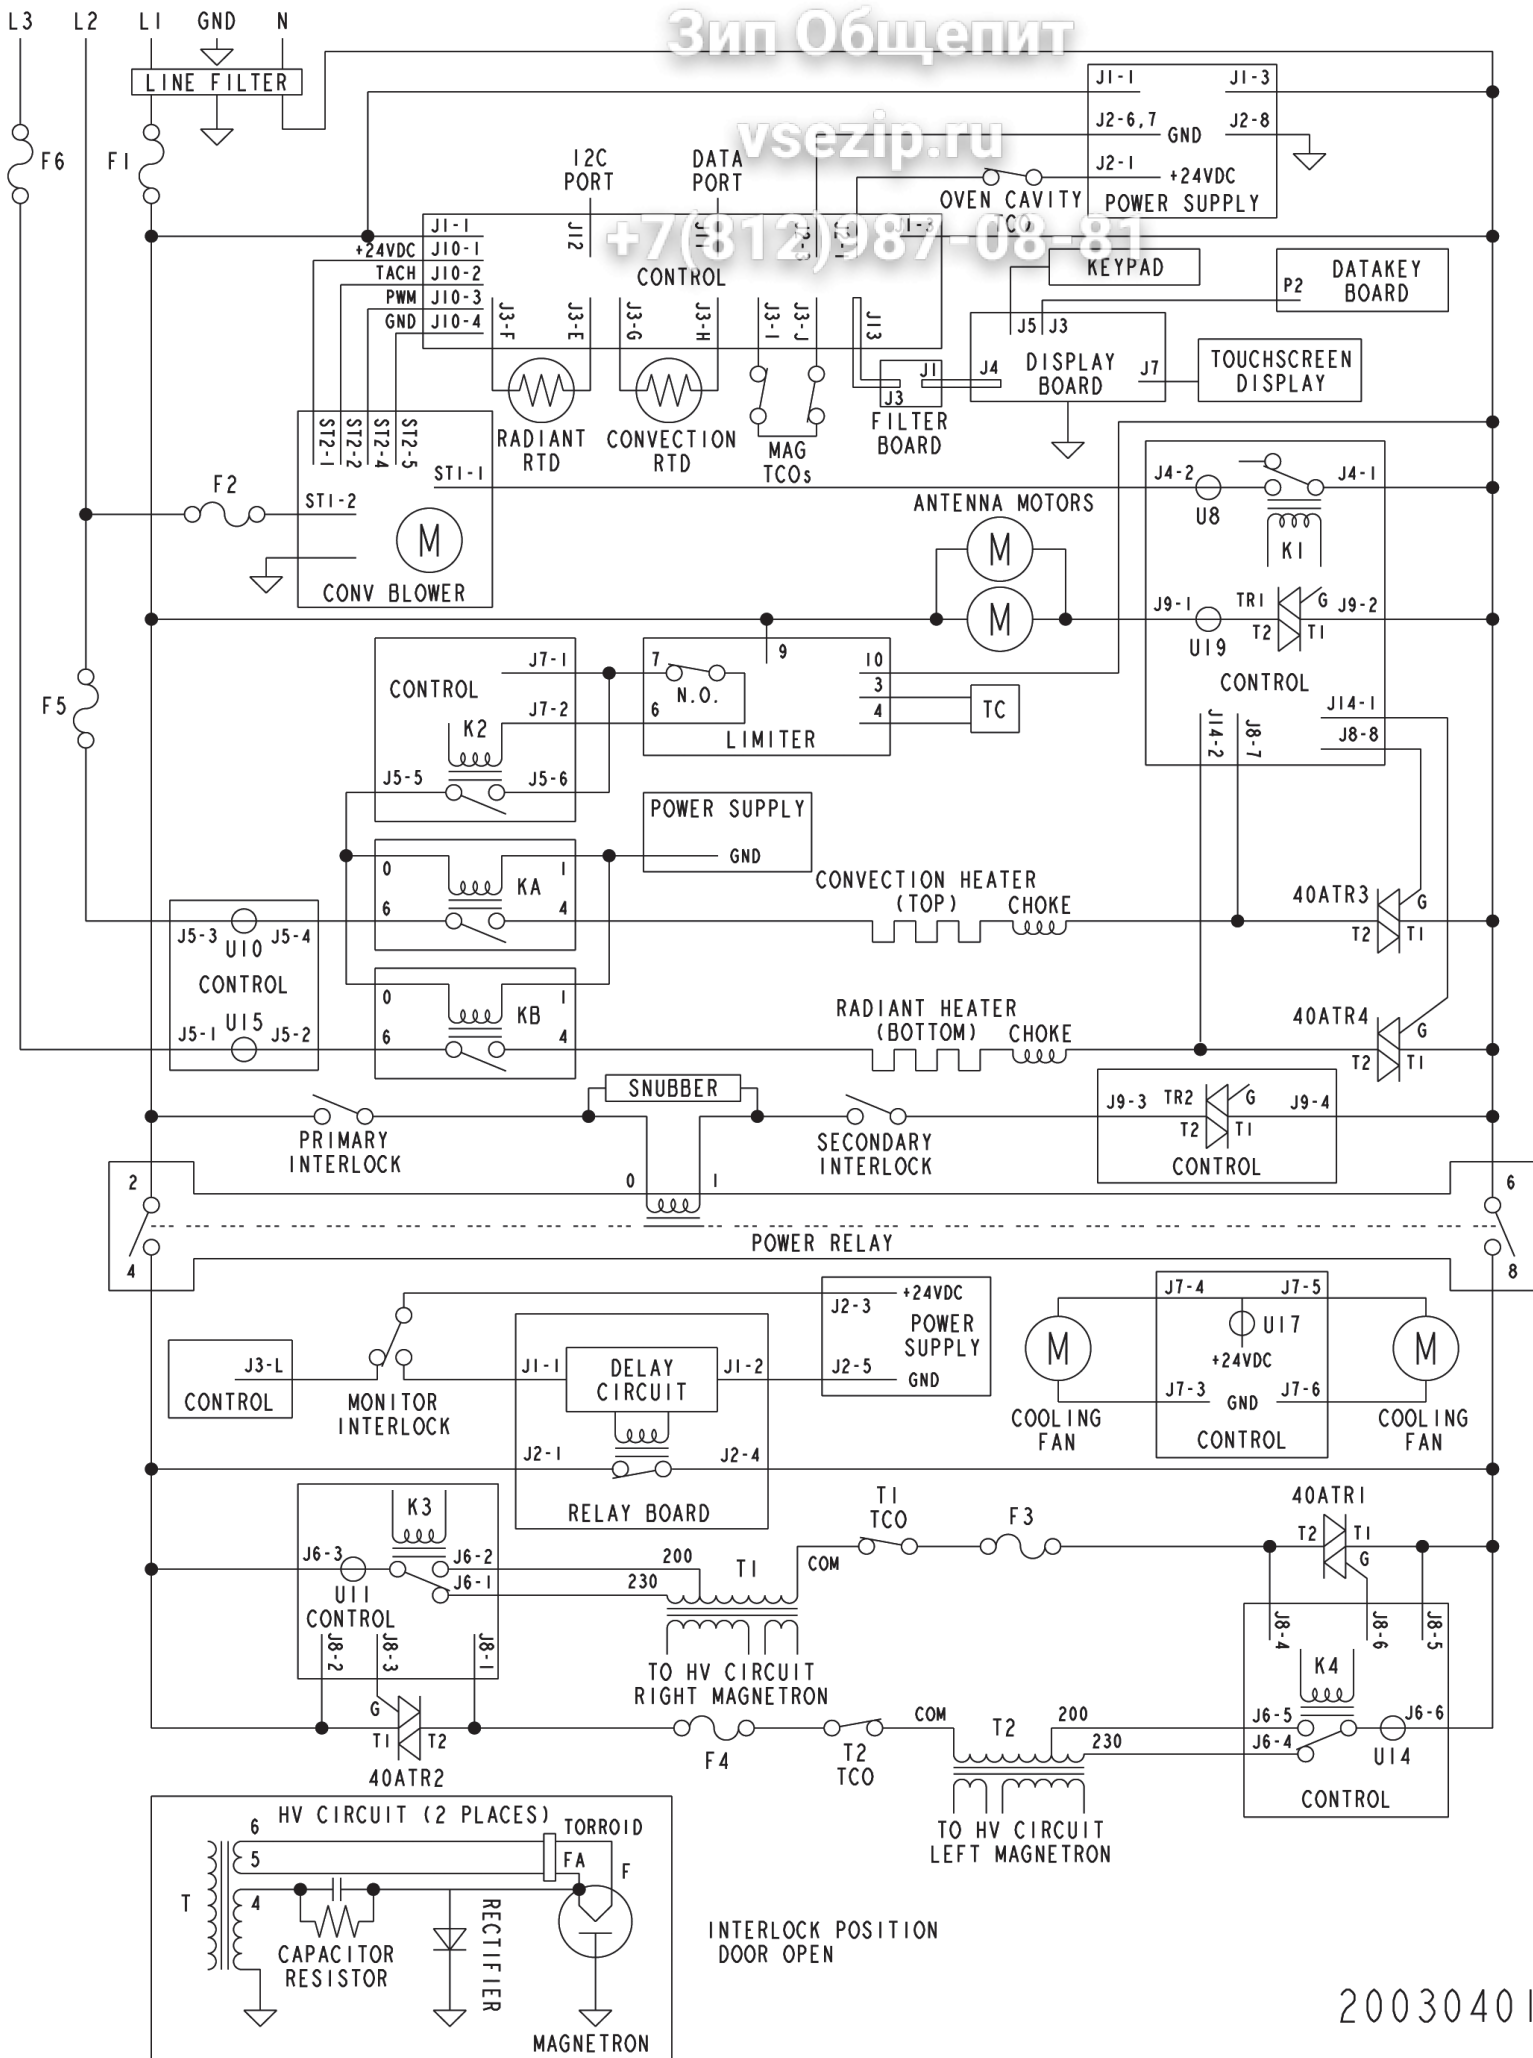 L3 L2 L1 GND N
Зип Общепит
LINE FILTER
J1-1 J1-3
J2-6,7 GND J2-8
vsezip.ru
F6 F1
I2C PORT
DATA PORT
J2-1 +24VDC
OVEN CAVITY TCO
POWER SUPPLY
+7(812)987-08-81
J1-1
+24VDC J10-1
TACH J10-2
PWM J10-3
GND J10-4
J12
J1-3
CONTROL
KEYPAD
P2
DATAKEY BOARD
J3-F J3-E J3-G J3-H J3-I J3-J J13
J5 J3
DISPLAY BOARD
J4 J7
TOUCHSCREEN DISPLAY
J1
J3
FILTER BOARD
RADIANT RTD
CONVECTION RTD
MAG TCOs
ST2-1 ST2-2 ST2-4 ST2-5
ST1-1
F2
ST1-2
M
CONV BLOWER
ANTENNA MOTORS
M
M
J4-2 J4-1
U8
K1
J9-1 TR1 G J9-2
U19 T2 T1
CONTROL
J14-1
J8-8
J14-2 J8-7
F5
CONTROL
J7-1
J7-2
K2
J5-5 J5-6
7 9 10
N.O. 3
6 4
LIMITER
TC
POWER SUPPLY
GND
0 1
KA
6 4
CONVECTION HEATER
(TOP) CHOKE
40ATR3
G
T2 T1
J5-3 J5-4
U10
CONTROL
U15
J5-1 J5-2
0 1
KB
6 4
RADIANT HEATER
(BOTTOM) CHOKE
40ATR4
G
T2 T1
SNUBBER
PRIMARY INTERLOCK
SECONDARY INTERLOCK
J9-3 TR2 G J9-4
T2 T1
CONTROL
2 0 1 6
POWER RELAY
4 8
J2-3 +24VDC
POWER SUPPLY
J2-5 GND
J3-L
CONTROL
MONITOR INTERLOCK
J1-1 DELAY CIRCUIT J1-2
J2-1 J2-4
RELAY BOARD
M
COOLING FAN
J7-4 J7-5
U17
+24VDC
J7-3 GND J7-6
CONTROL
M
COOLING FAN
K3
J6-3 J6-2
J6-1
U11
CONTROL
J8-2 J8-3 J8-1
200
230
T1
COM
T1 TCO
F3
40ATR1
T2 T1
G
TO HV CIRCUIT
RIGHT MAGNETRON
J8-4 J8-6 J8-5
K4
J6-5 J6-6
J6-4
U14
CONTROL
G
T1 T2
40ATR2
F4
T2 TCO
COM T2 200
230
TO HV CIRCUIT
LEFT MAGNETRON
HV CIRCUIT (2 PLACES)
6
5
4
T
TORROID
FA F
CAPACITOR
RESISTOR
RECTIFIER
MAGNETRON
INTERLOCK POSITION
DOOR OPEN
20030401